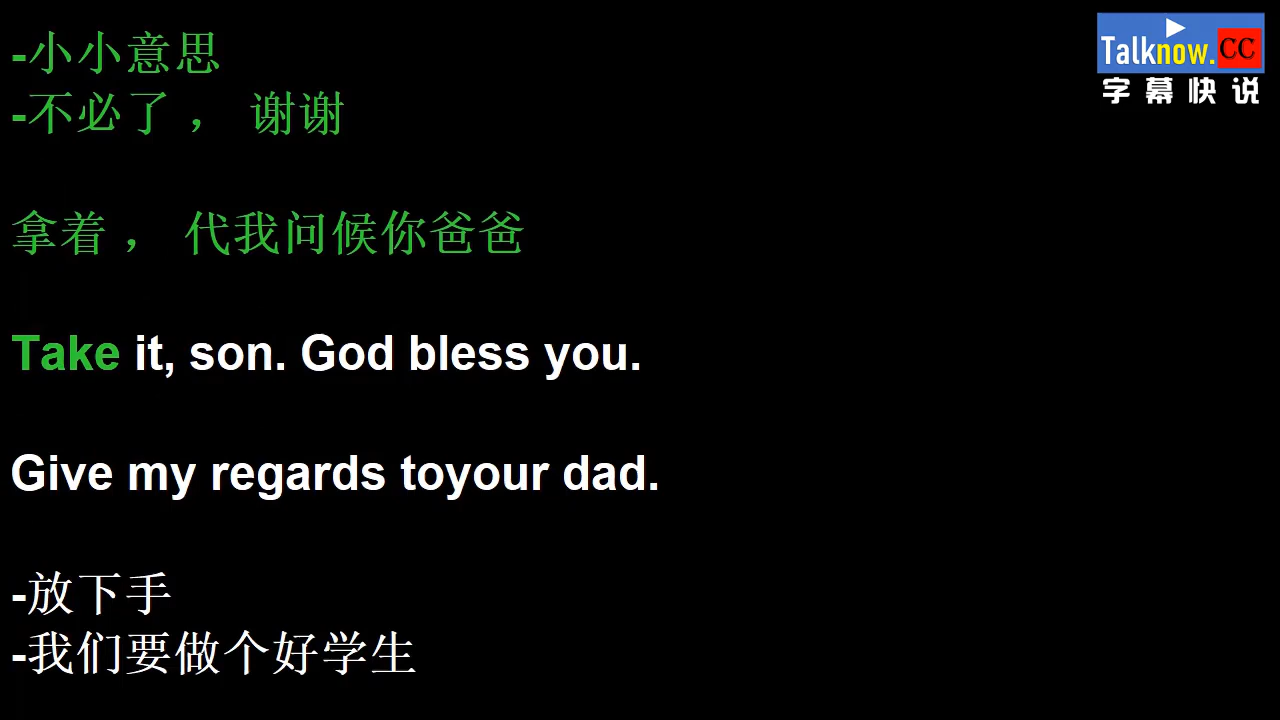 -小小意思
-不必了， 谢谢
拿着， 代我问候你爸爸
Take it, son. God bless you.
Give my regards toyour dad.
-放下手
-我们要做个好学生
Talknow.CC
字幕快说